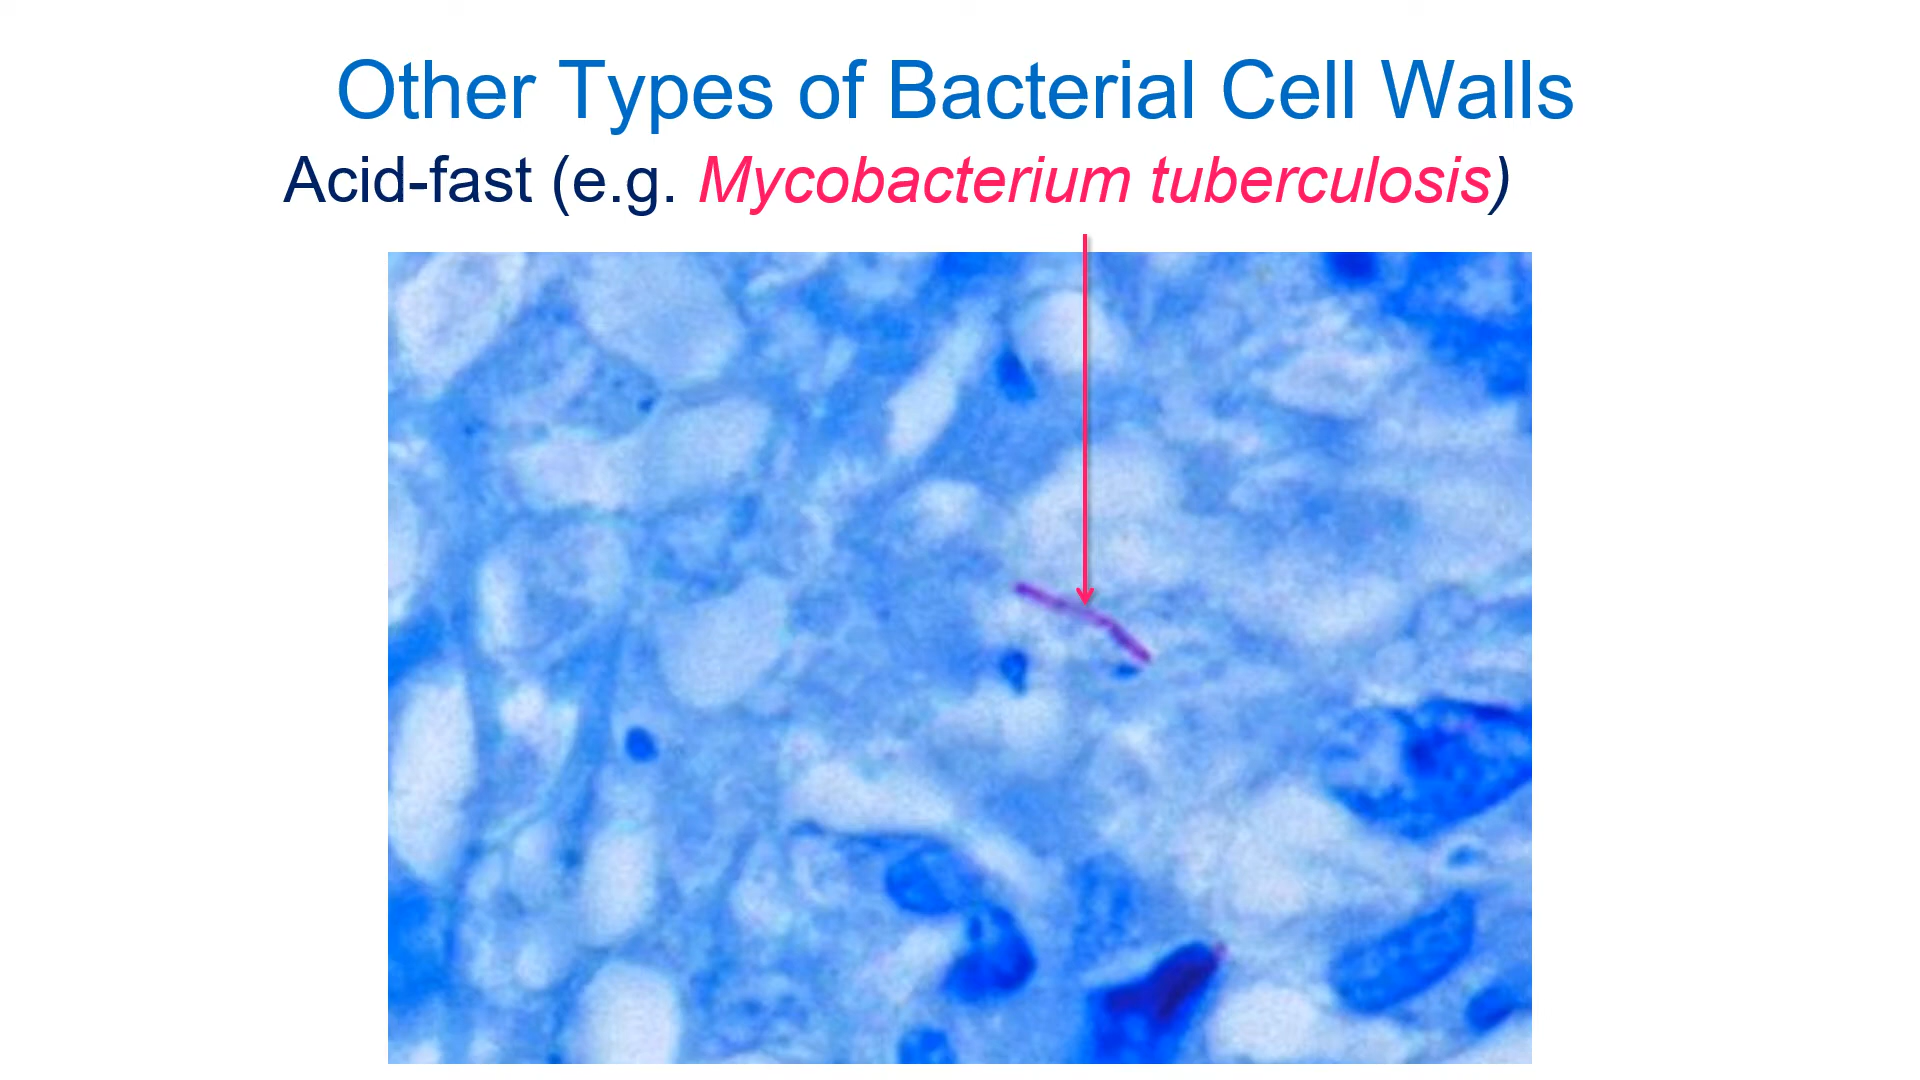 Other Types of Bacterial Cell Walls
Acid-fast (e.g. Mycobacterium tuberculosis)